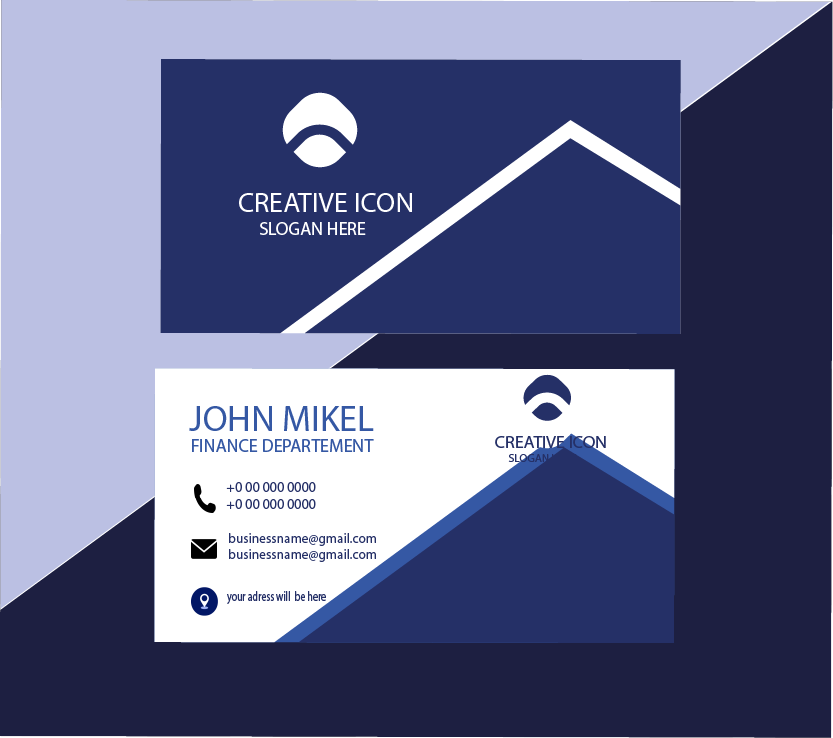 CREATIVE ICON
SLOGAN HERE
JOHN MIKEL
FINANCE DEPARTEMENT
CREATIVE ICON
SLOGAN
+0 00 000 0000
+0 00 000 0000
businessname@gmail.com
businessname@gmail.com
your adress will be here